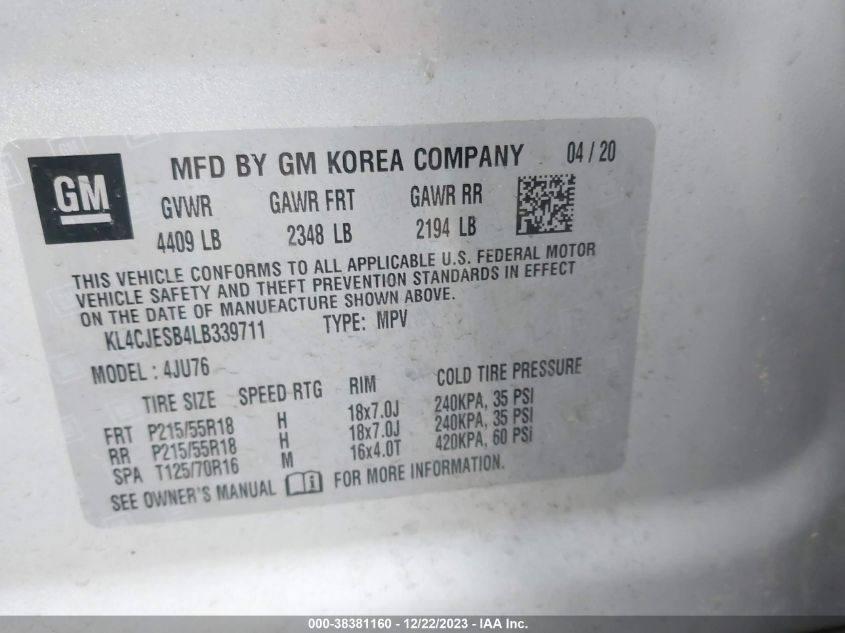 GM
MFD BY GM KOREA COMPANY 04 / 20
GVWR GAWR FRT GAWR RR
4409 LB 2348 LB 2194 LB
THIS VEHICLE CONFORMS TO ALL APPLICABLE U.S. FEDERAL MOTOR
VEHICLE SAFETY AND THEFT PREVENTION STANDARDS IN EFFECT
ON THE DATE OF MANUFACTURE SHOWN ABOVE.
KL4CJESB4LB339711 TYPE: MPV
MODEL : 4JU76
TIRE SIZE SPEED RTG RIM COLD TIRE PRESSURE
FRT P215/55R18 H 18x7.0J 240KPA, 35 PSI
RR P215/55R18 H 18x7.0J 240KPA, 35 PSI
SPA T125/70R16 M 16x4.0T 420KPA, 60 PSI
SEE OWNER'S MANUAL i FOR MORE INFORMATION.
000-38381160 - 12/22/2023 - IAA Inc.